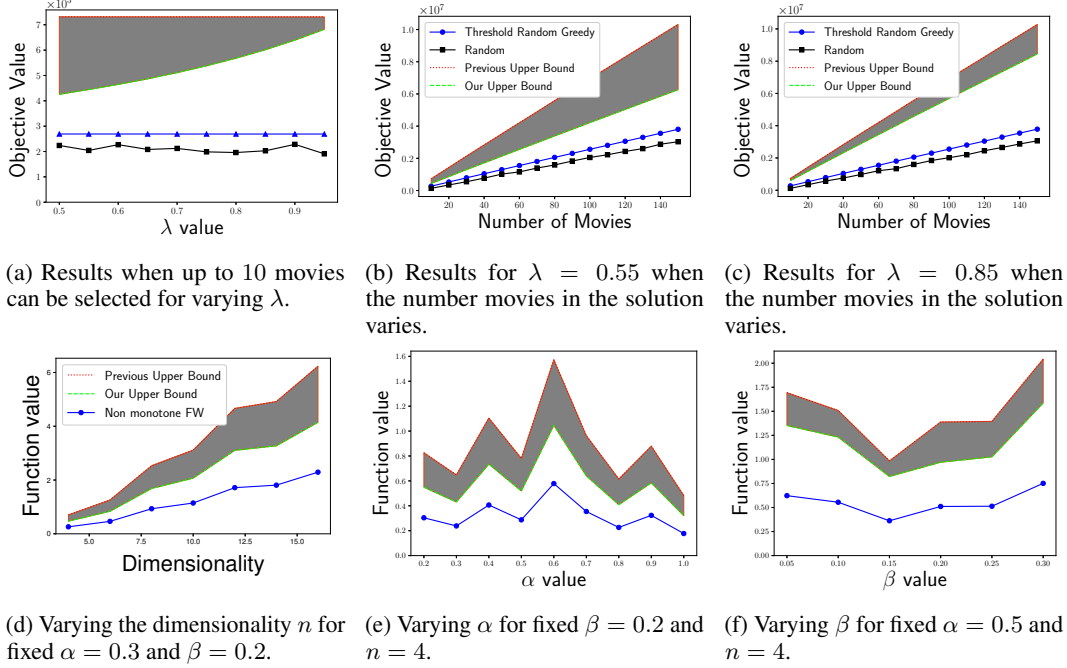 ×10⁵
7
6
5
4
3
2
1
0
Objective Value
0.5 0.6 0.7 0.8 0.9
λ value
×10⁷
1.0
0.8
0.6
0.4
0.2
0.0
Objective Value
Threshold Random Greedy
Random
Previous Upper Bound
Our Upper Bound
20 40 60 80 100 120 140
Number of Movies
×10⁷
1.0
0.8
0.6
0.4
0.2
0.0
Objective Value
Threshold Random Greedy
Random
Previous Upper Bound
Our Upper Bound
20 40 60 80 100 120 140
Number of Movies
(a) Results when up to 10 movies
can be selected for varying λ.
(b) Results for λ = 0.55 when
the number movies in the solution
varies.
(c) Results for λ = 0.85 when
the number movies in the solution
varies.
6
4
2
0
Function value
Previous Upper Bound
Our Upper Bound
Non monotone FW
5.0 7.5 10.0 12.5 15.0
Dimensionality
1.6
1.4
1.2
1.0
0.8
0.6
0.4
0.2
0.0
Function value
0.2 0.3 0.4 0.5 0.6 0.7 0.8 0.9 1.0
α value
2.00
1.75
1.50
1.25
1.00
0.75
0.50
0.25
0.00
Function value
0.05 0.10 0.15 0.20 0.25 0.30
β value
(d) Varying the dimensionality n for
fixed α = 0.3 and β = 0.2.
(e) Varying α for fixed β = 0.2 and
n = 4.
(f) Varying β for fixed α = 0.5 and
n = 4.